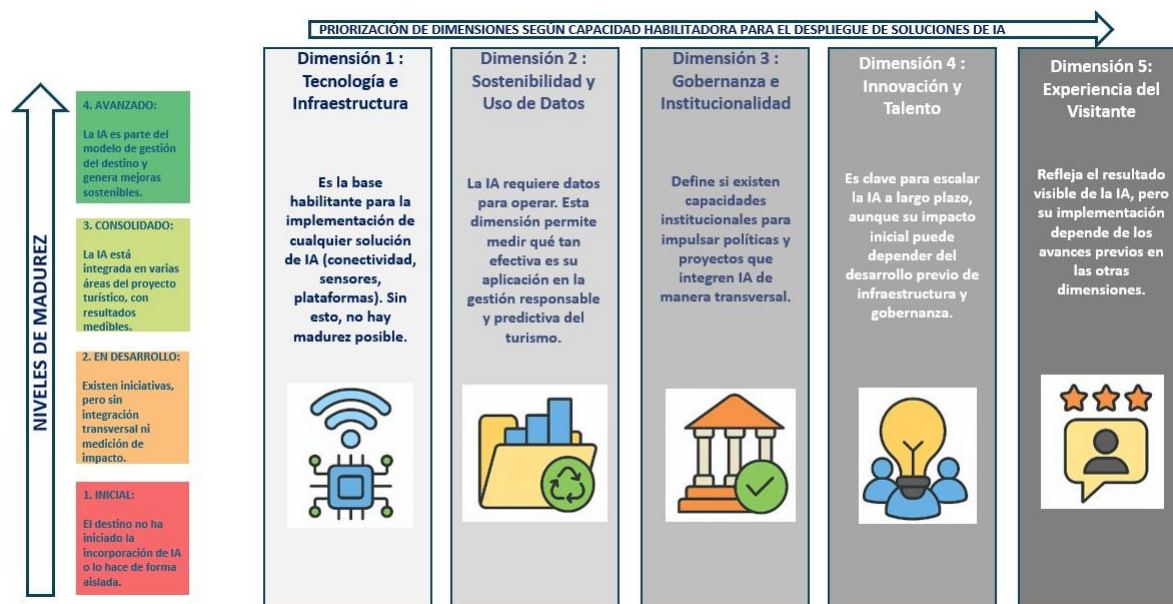 PRIORIZACIÓN DE DIMENSIONES SEGÚN CAPACIDAD HABILITADORA PARA EL DESPLIEGUE DE SOLUCIONES DE IA
NIVELES DE MADUREZ
4. AVANZADO:
La IA es parte del
modelo de gestión
del destino y
genera mejoras
sostenibles.
3. CONSOLIDADO:
La IA está
integrada en varias
áreas del proyecto
turístico, con
resultados
medibles.
2. EN DESARROLLO:
Existen iniciativas,
pero sin
integración
transversal ni
medición de
impacto.
1. INICIAL:
El destino no ha
iniciado la
incorporación de IA
o lo hace de forma
aislada.
Dimensión 1 :
Tecnología e
Infraestructura
Es la base
habilitante para la
implementación de
cualquier solución
de IA (conectividad,
sensores,
plataformas). Sin
esto, no hay
madurez posible.
Dimensión 2 :
Sostenibilidad y
Uso de Datos
La IA requiere datos
para operar. Esta
dimensión permite
medir qué tan
efectiva es su
aplicación en la
gestión responsable
y predictiva del
turismo.
Dimensión 3 :
Gobernanza e
Institucionalidad
Define si existen
capacidades
institucionales para
impulsar políticas y
proyectos que
integren IA de
manera transversal.
Dimensión 4 :
Innovación y
Talento
Es clave para escalar
la IA a largo plazo,
aunque su impacto
inicial puede
depender del
desarrollo previo de
infraestructura y
gobernanza.
Dimensión 5:
Experiencia del
Visitante
Refleja el resultado
visible de la IA, pero
su implementación
depende de los
avances previos en
las otras
dimensiones.